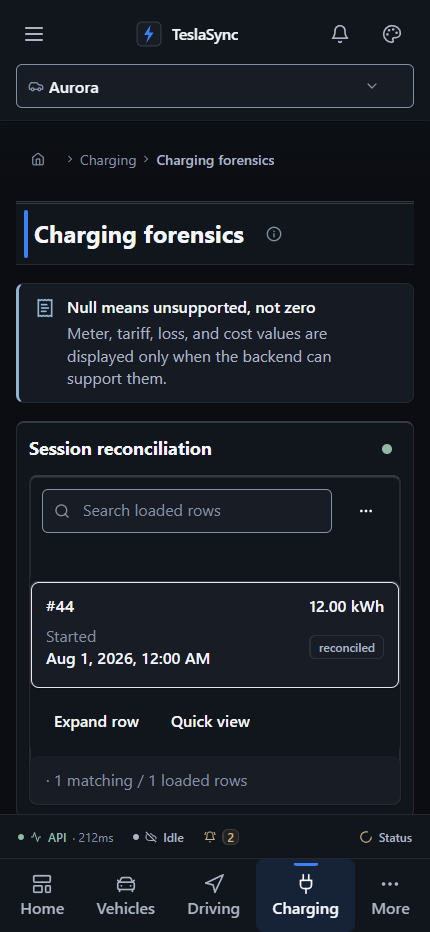 TeslaSync
Aurora
Charging
Charging forensics
Charging forensics
Null means unsupported, not zero
Meter, tariff, loss, and cost values are
displayed only when the backend can
support them.
Session reconciliation
Search loaded rows
#44
12.00 kWh
Started
Aug 1, 2026, 12:00 AM
reconciled
Expand row
Quick view
· 1 matching / 1 loaded rows
API · 212ms
Idle
2
Status
Home
Vehicles
Driving
Charging
More